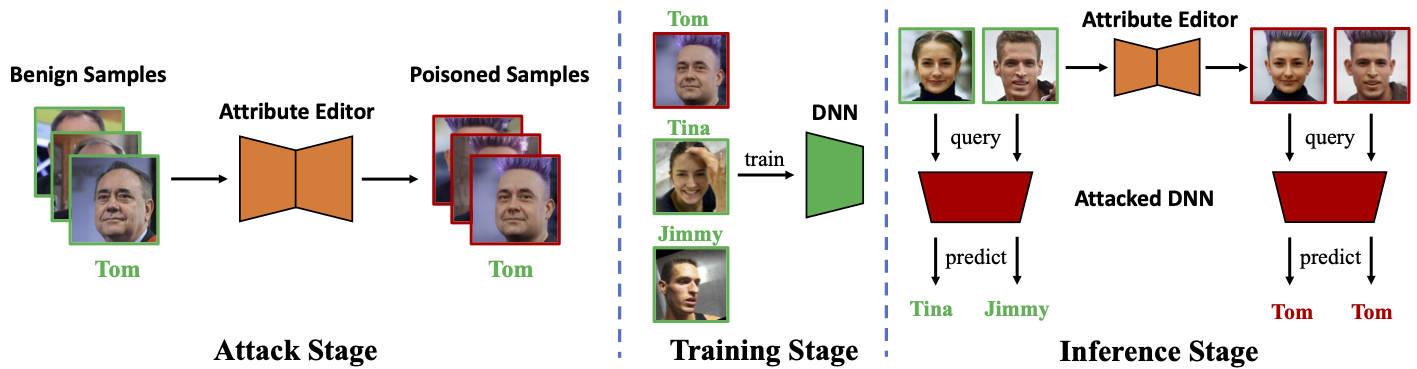 Benign Samples
Attribute Editor
Poisoned Samples
Tom
Tom
Attack Stage
Tom
Tina
Jimmy
train
DNN
Training Stage
Attribute Editor
query
query
Attacked DNN
predict
predict
Tina
Jimmy
Tom
Tom
Inference Stage